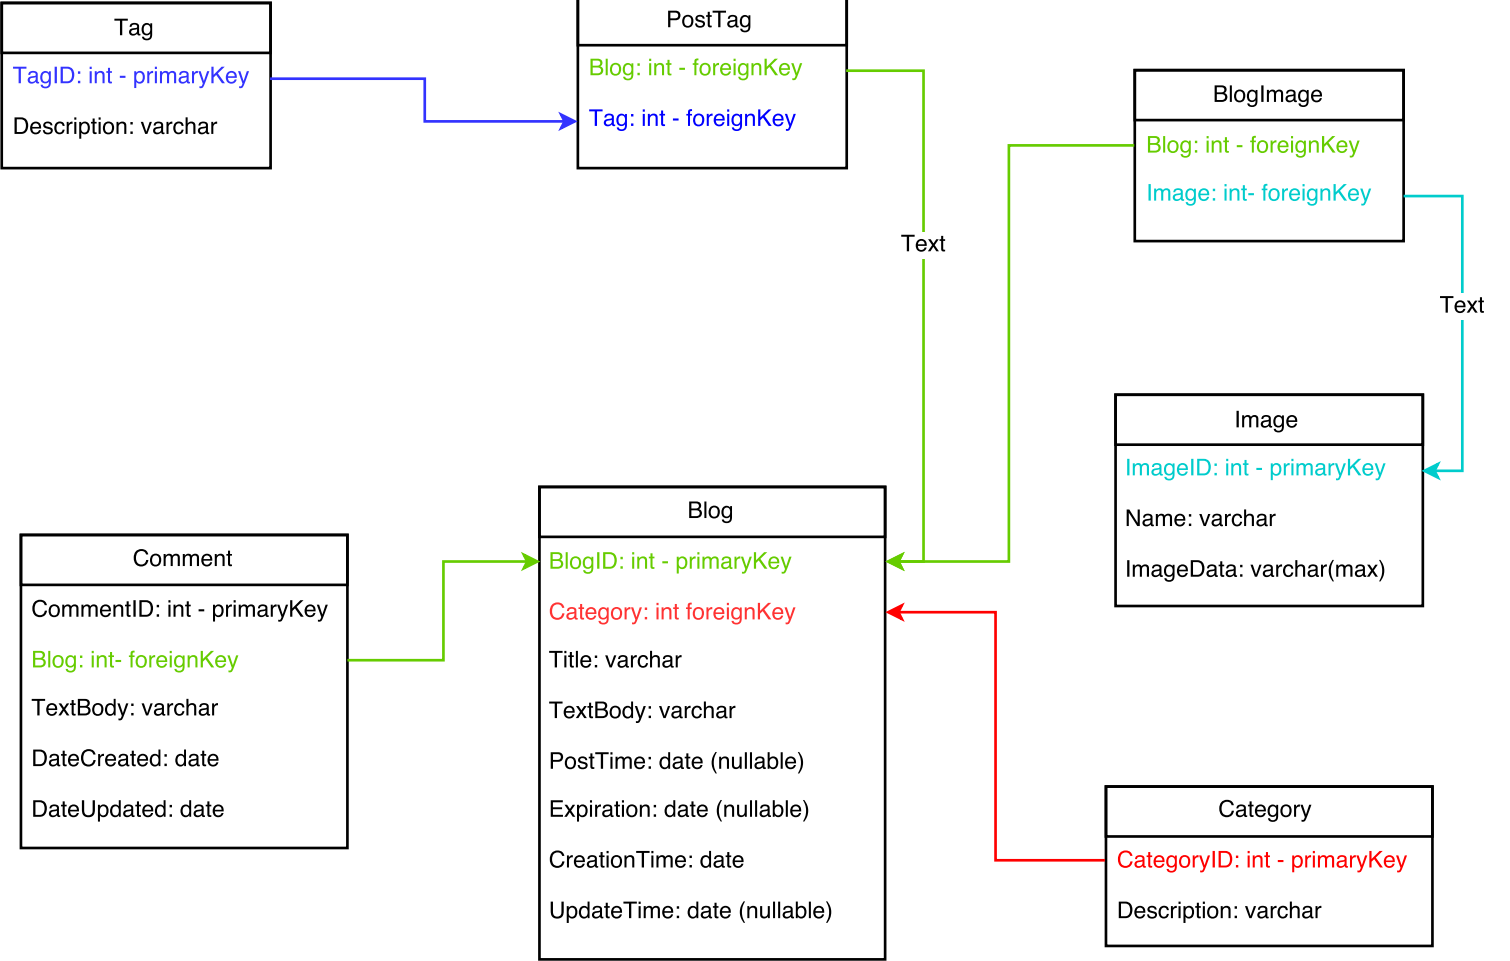 Tag
TagID: int - primaryKey
Description: varchar
PostTag
Blog: int - foreignKey
Tag: int - foreignKey
BlogImage
Blog: int - foreignKey
Image: int- foreignKey
Text
Text
Image
ImageID: int - primaryKey
Name: varchar
ImageData: varchar(max)
Comment
CommentID: int - primaryKey
Blog: int- foreignKey
TextBody: varchar
DateCreated: date
DateUpdated: date
Blog
BlogID: int - primaryKey
Category: int foreignKey
Title: varchar
TextBody: varchar
PostTime: date (nullable)
Expiration: date (nullable)
CreationTime: date
UpdateTime: date (nullable)
Category
CategoryID: int - primaryKey
Description: varchar